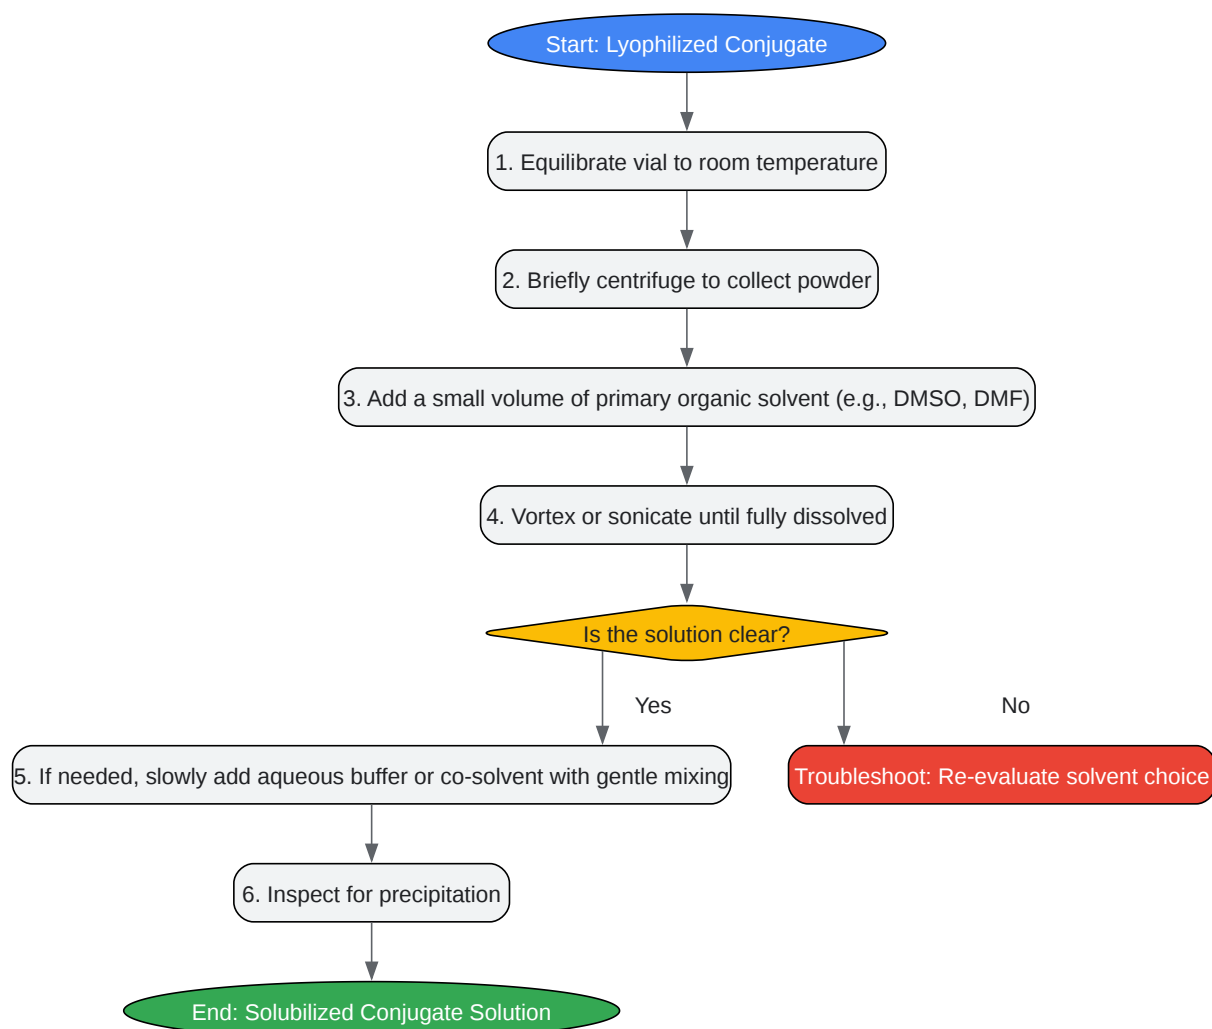 Start: Lyophilized Conjugate
1. Equilibrate vial to room temperature
2. Briefly centrifuge to collect powder
3. Add a small volume of primary organic solvent (e.g., DMSO, DMF)
4. Vortex or sonicate until fully dissolved
Is the solution clear?
Yes
No
5. If needed, slowly add aqueous buffer or co-solvent with gentle mixing
Troubleshoot: Re-evaluate solvent choice
6. Inspect for precipitation
End: Solubilized Conjugate Solution